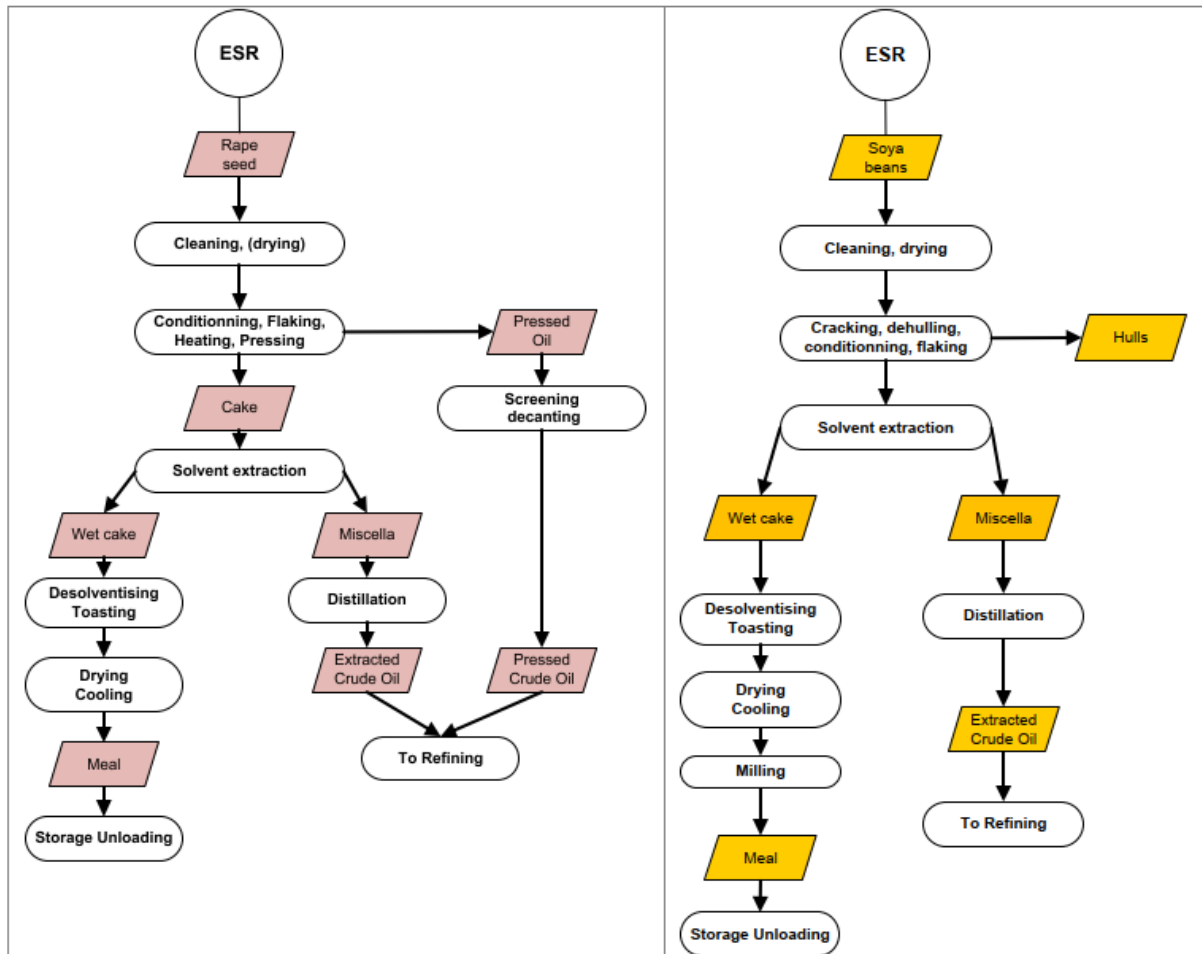 ESR
Rape
seed
Cleaning, (drying)
Conditionning, Flaking,
Heating, Pressing
Pressed
Oil
Cake
Screening
decanting
Solvent extraction
Wet cake
Miscella
Desolventising
Toasting
Distillation
Drying
Cooling
Extracted
Crude Oil
Pressed
Crude Oil
Meal
To Refining
Storage Unloading
ESR
Soya
beans
Cleaning, drying
Cracking, dehulling,
conditionning, flaking
Hulls
Solvent extraction
Wet cake
Miscella
Desolventising
Toasting
Distillation
Drying
Cooling
Extracted
Crude Oil
Milling
To Refining
Meal
Storage Unloading